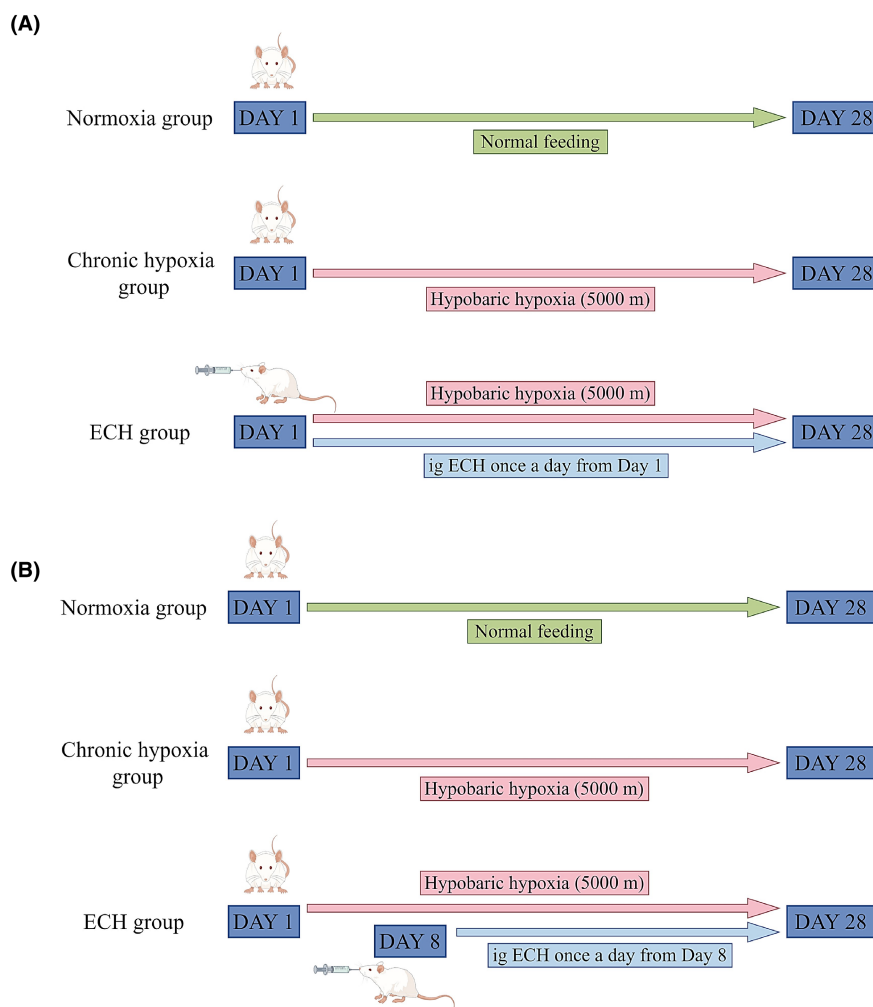 (A)
Normoxia group
DAY 1
Normal feeding
DAY 28
Chronic hypoxia
group
DAY 1
Hypobaric hypoxia (5000 m)
DAY 28
ECH group
DAY 1
Hypobaric hypoxia (5000 m)
ig ECH once a day from Day 1
DAY 28
(B)
Normoxia group
DAY 1
Normal feeding
DAY 28
Chronic hypoxia
group
DAY 1
Hypobaric hypoxia (5000 m)
DAY 28
ECH group
DAY 1
Hypobaric hypoxia (5000 m)
DAY 8
ig ECH once a day from Day 8
DAY 28